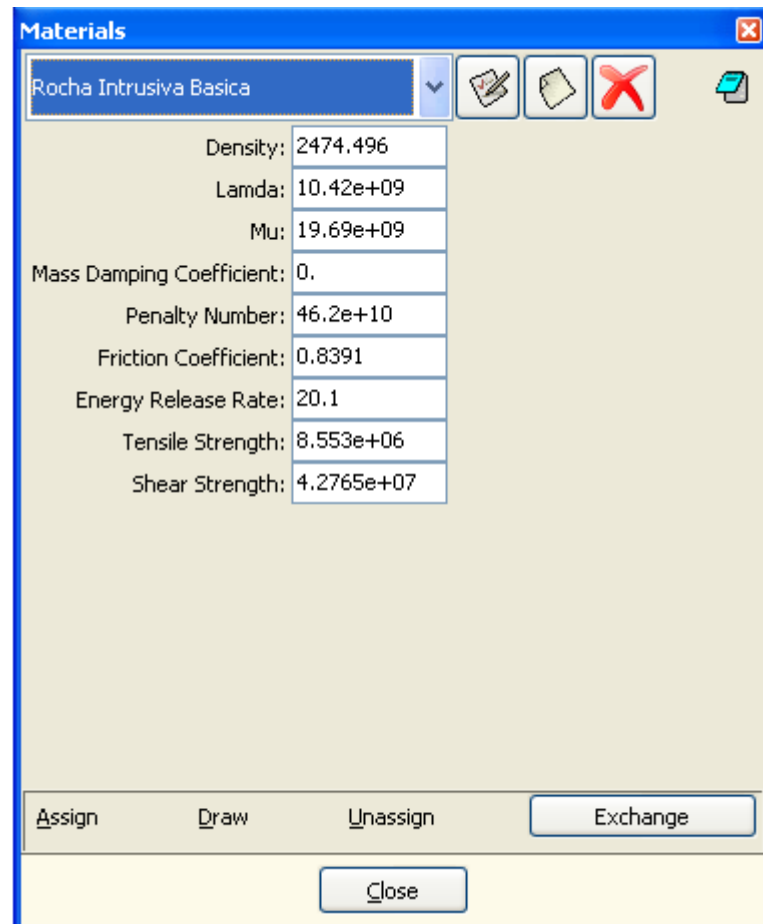 Materials
Rocha Intrusiva Basica
Density: 2474.496
Lamda: 10.42e+09
Mu: 19.69e+09
Mass Damping Coefficient: 0.
Penalty Number: 46.2e+10
Friction Coefficient: 0.8391
Energy Release Rate: 20.1
Tensile Strength: 8.553e+06
Shear Strength: 4.2765e+07
Assign Draw Unassign Exchange
Close